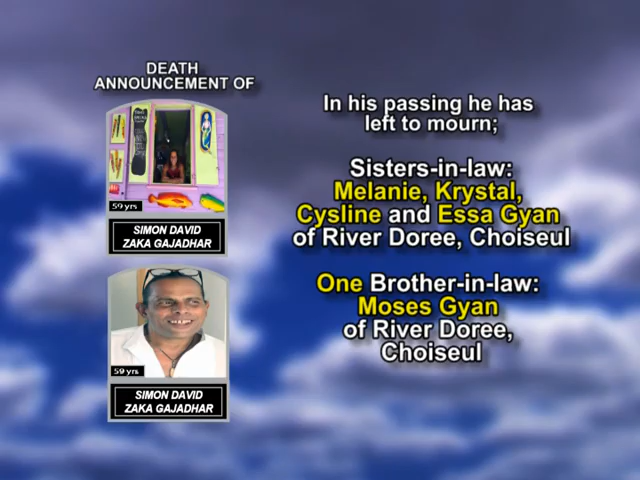 DEATH
ANNOUNCEMENT OF
59 yrs
SIMON DAVID
ZAKA GAJADHAR
59 yrs
SIMON DAVID
ZAKA GAJADHAR
In his passing he has
left to mourn;
Sisters-in-law:
Melanie, Krystal,
Cysline and Essa Gyan
of River Doree, Choiseul
One Brother-in-law:
Moses Gyan
of River Doree,
Choiseul